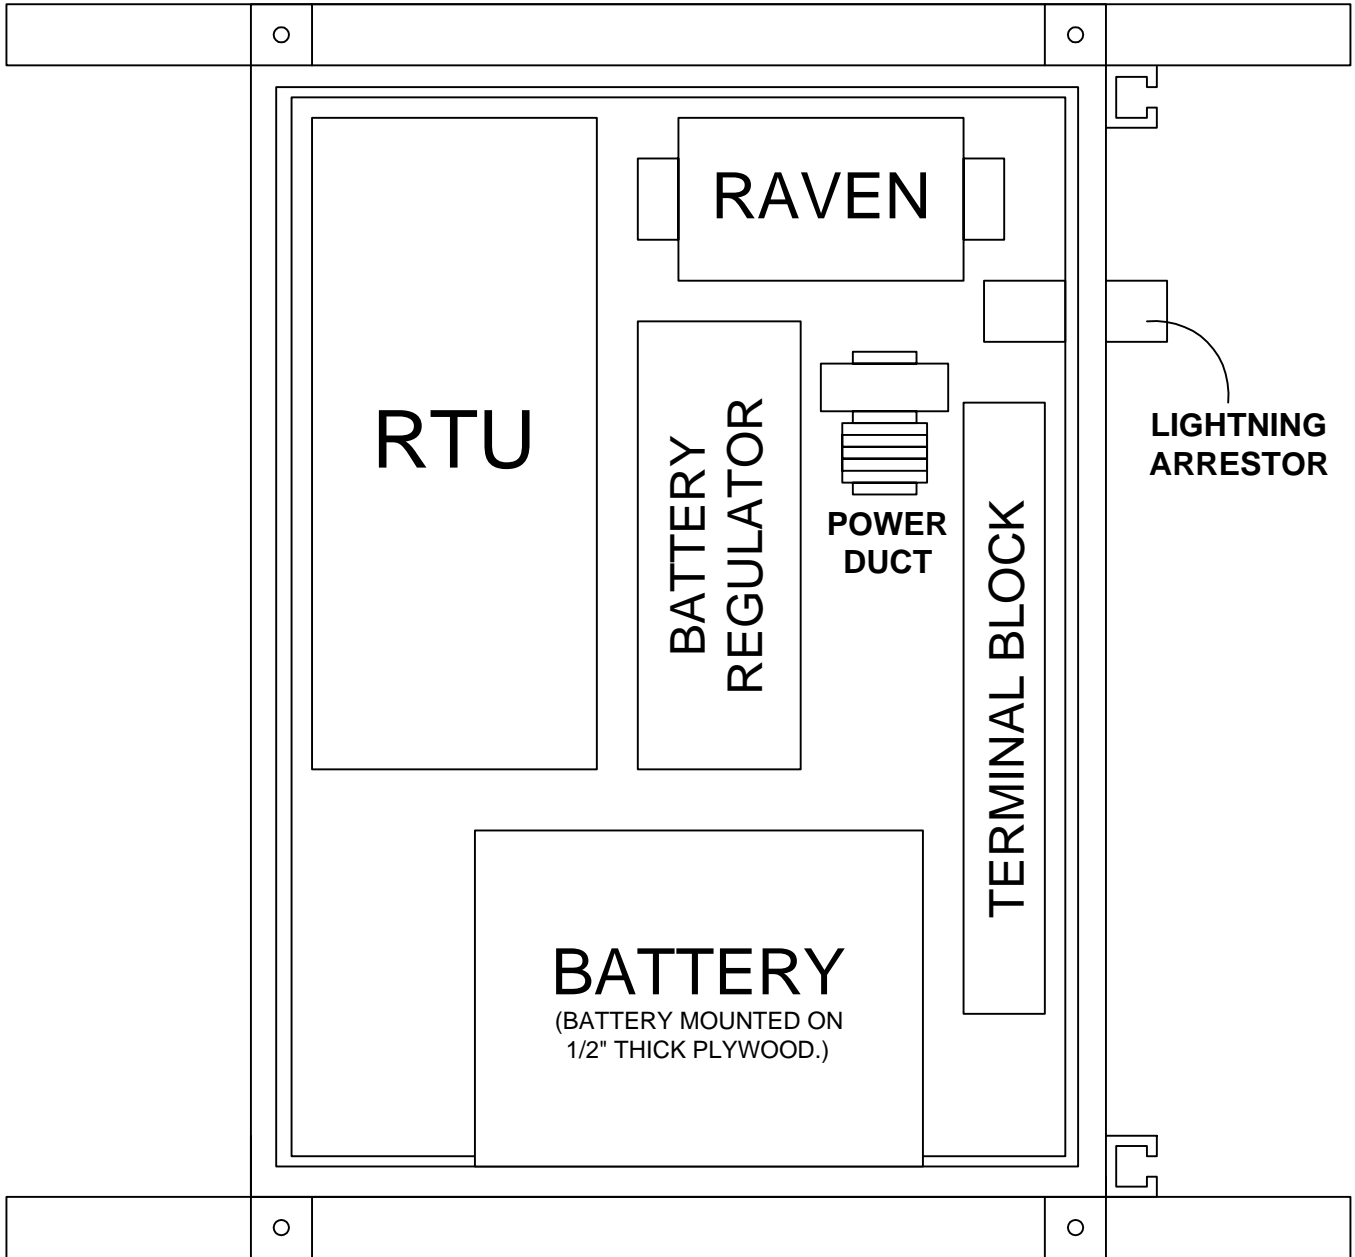 RAVEN
RTU
BATTERY
REGULATOR
POWER
DUCT
LIGHTNING
ARRESTOR
TERMINAL BLOCK
BATTERY
(BATTERY MOUNTED ON
1/2" THICK PLYWOOD.)